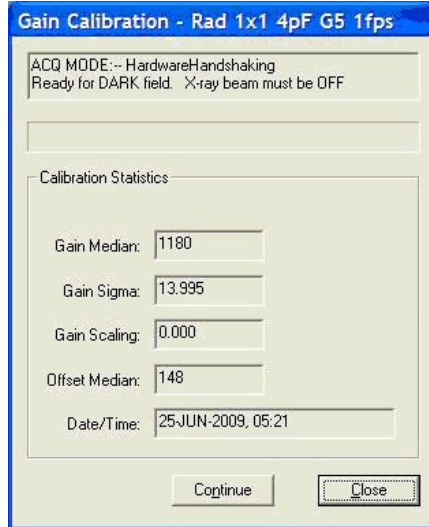 Gain Calibration - Rad 1x1 4pF G5 1fps
ACQ MODE:-- HardwareHandshaking
Ready for DARK field. X-ray beam must be OFF
Calibration Statistics
Gain Median: 1180
Gain Sigma: 13.995
Gain Scaling: 0.000
Offset Median: 148
Date/Time: 25-JUN-2009, 05:21
Continue Close